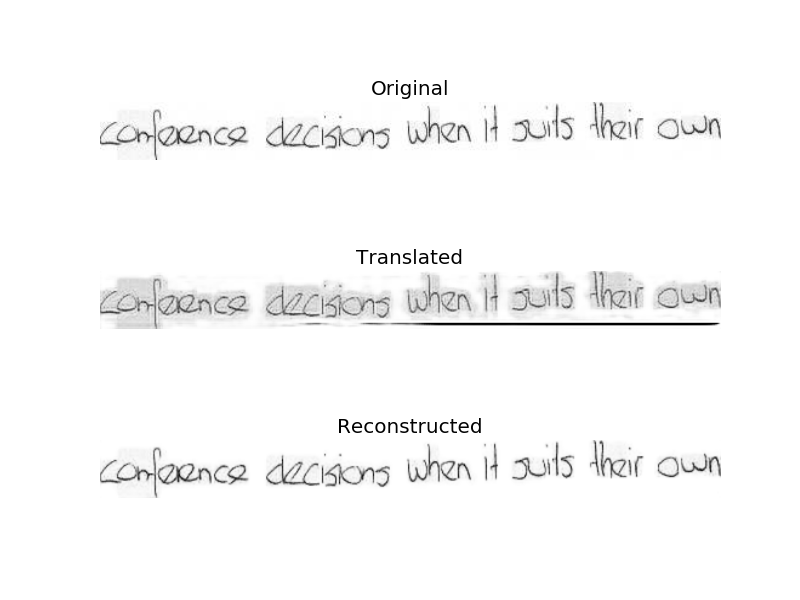 Original
conference decisions when it suits their own
Translated
conference decisions when it suits their own
Reconstructed
conference decisions when it suits their own